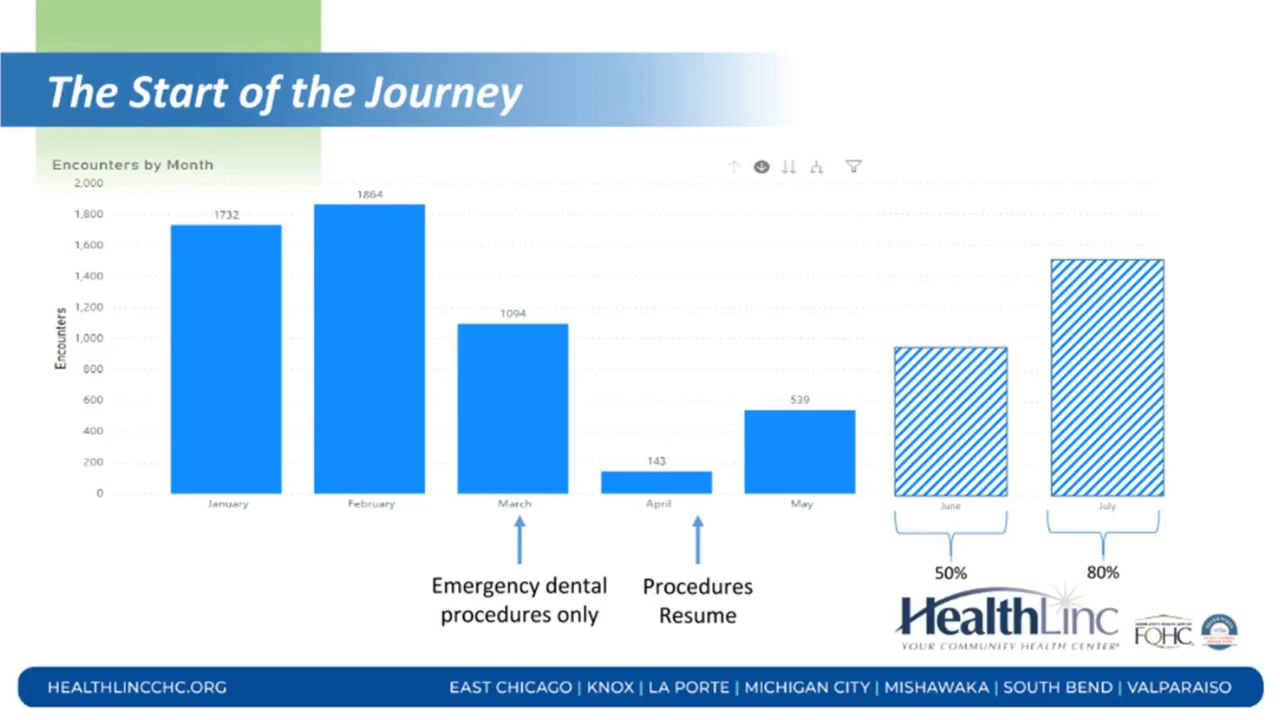 The Start of the Journey
Encounters by Month
2,000
1,800
1,600
1,400
1,200
1,000
800
600
400
200
0
Encounters
1732
1864
1094
143
539
January
February
March
April
May
June
July
Emergency dental
procedures only
Procedures
Resume
50%
80%
HealthLinc
YOUR COMMUNITY HEALTH CENTER
FQHC
HEALTHLINCCHC.ORG
EAST CHICAGO | KNOX | LA PORTE | MICHIGAN CITY | MISHAWAKA | SOUTH BEND | VALPARAISO